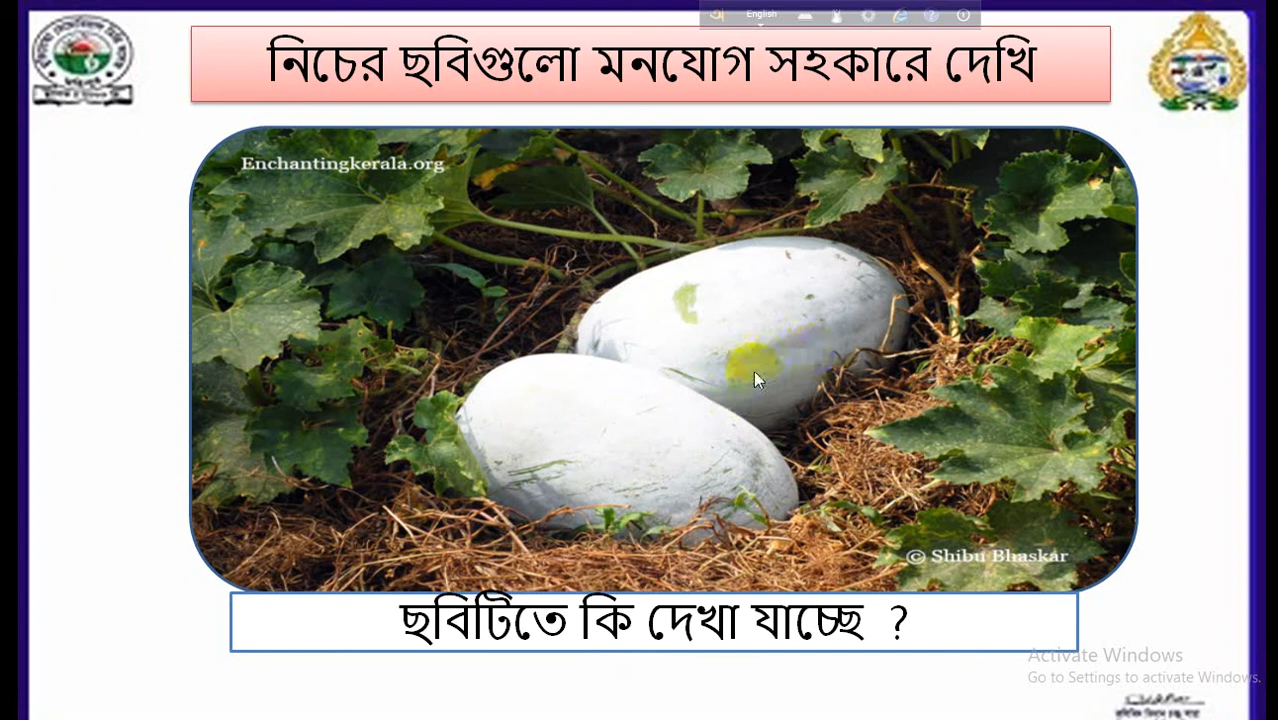 English
নিচের ছবিগুলো মনযোগ সহকারে দেখি
Enchantingkerala.org
© Shibu Bhaskar
ছবিটিতে কি দেখা যাচ্ছে ?
Activate Windows
Go to Settings to activate Windows.